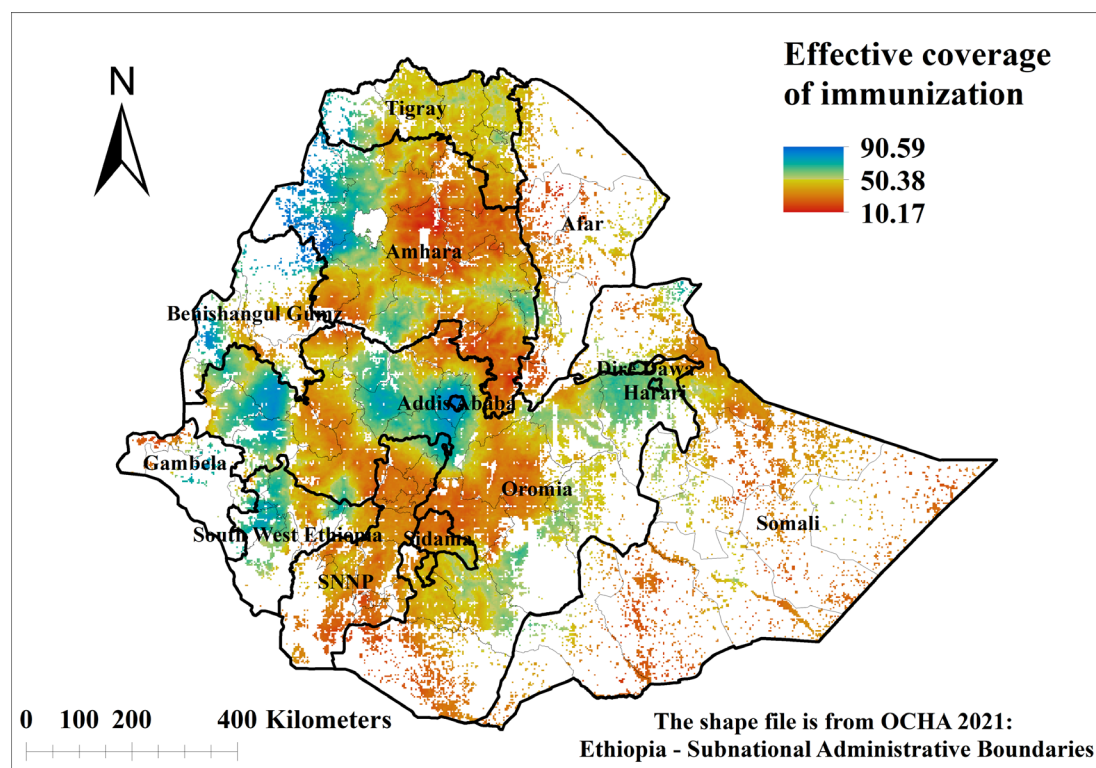 Effective coverage
of immunization
N
90.59
50.38
10.17
Tigray
Afar
Amhara
Benishangul Gumz
Dire Dawa
Harari
Addis Ababa
Gambela
Oromia
Somali
South West Ethiopia
Sidama
SNNP
0 100 200 400 Kilometers
The shape file is from OCHA 2021:
Ethiopia - Subnational Administrative Boundaries